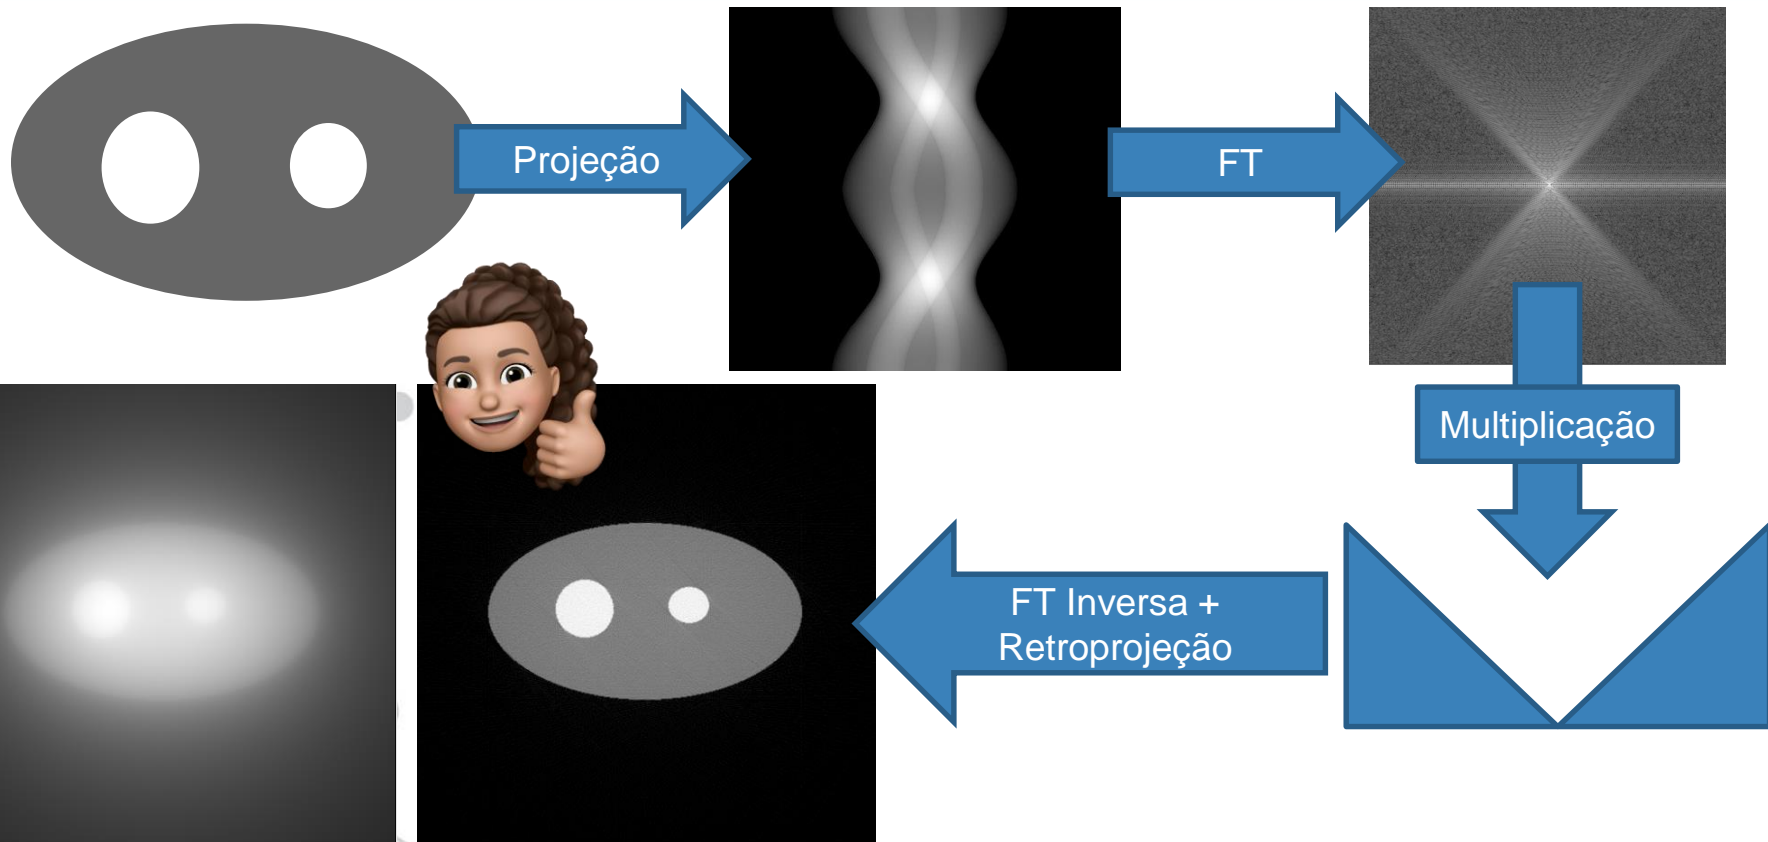 Projeção
FT
Multiplicação
FT Inversa +
Retroprojeção